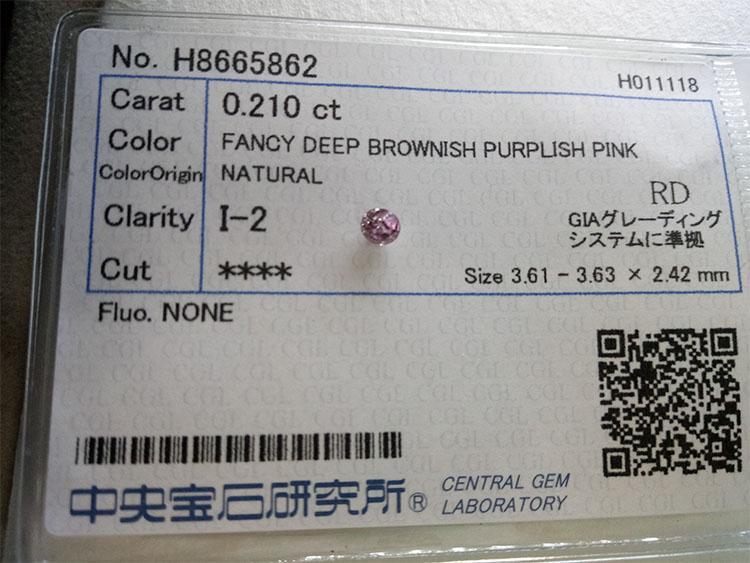 No. H8665862
H011118
Carat 0.210 ct
Color FANCY DEEP BROWNISH PURPLISH PINK
ColorOrigin NATURAL
RD
Clarity I-2
GIAグレーディング
システムに準拠
Cut ****
Size 3.61 - 3.63 × 2.42 mm
Fluo. NONE
中央宝石研究所® CENTRAL GEM
LABORATORY